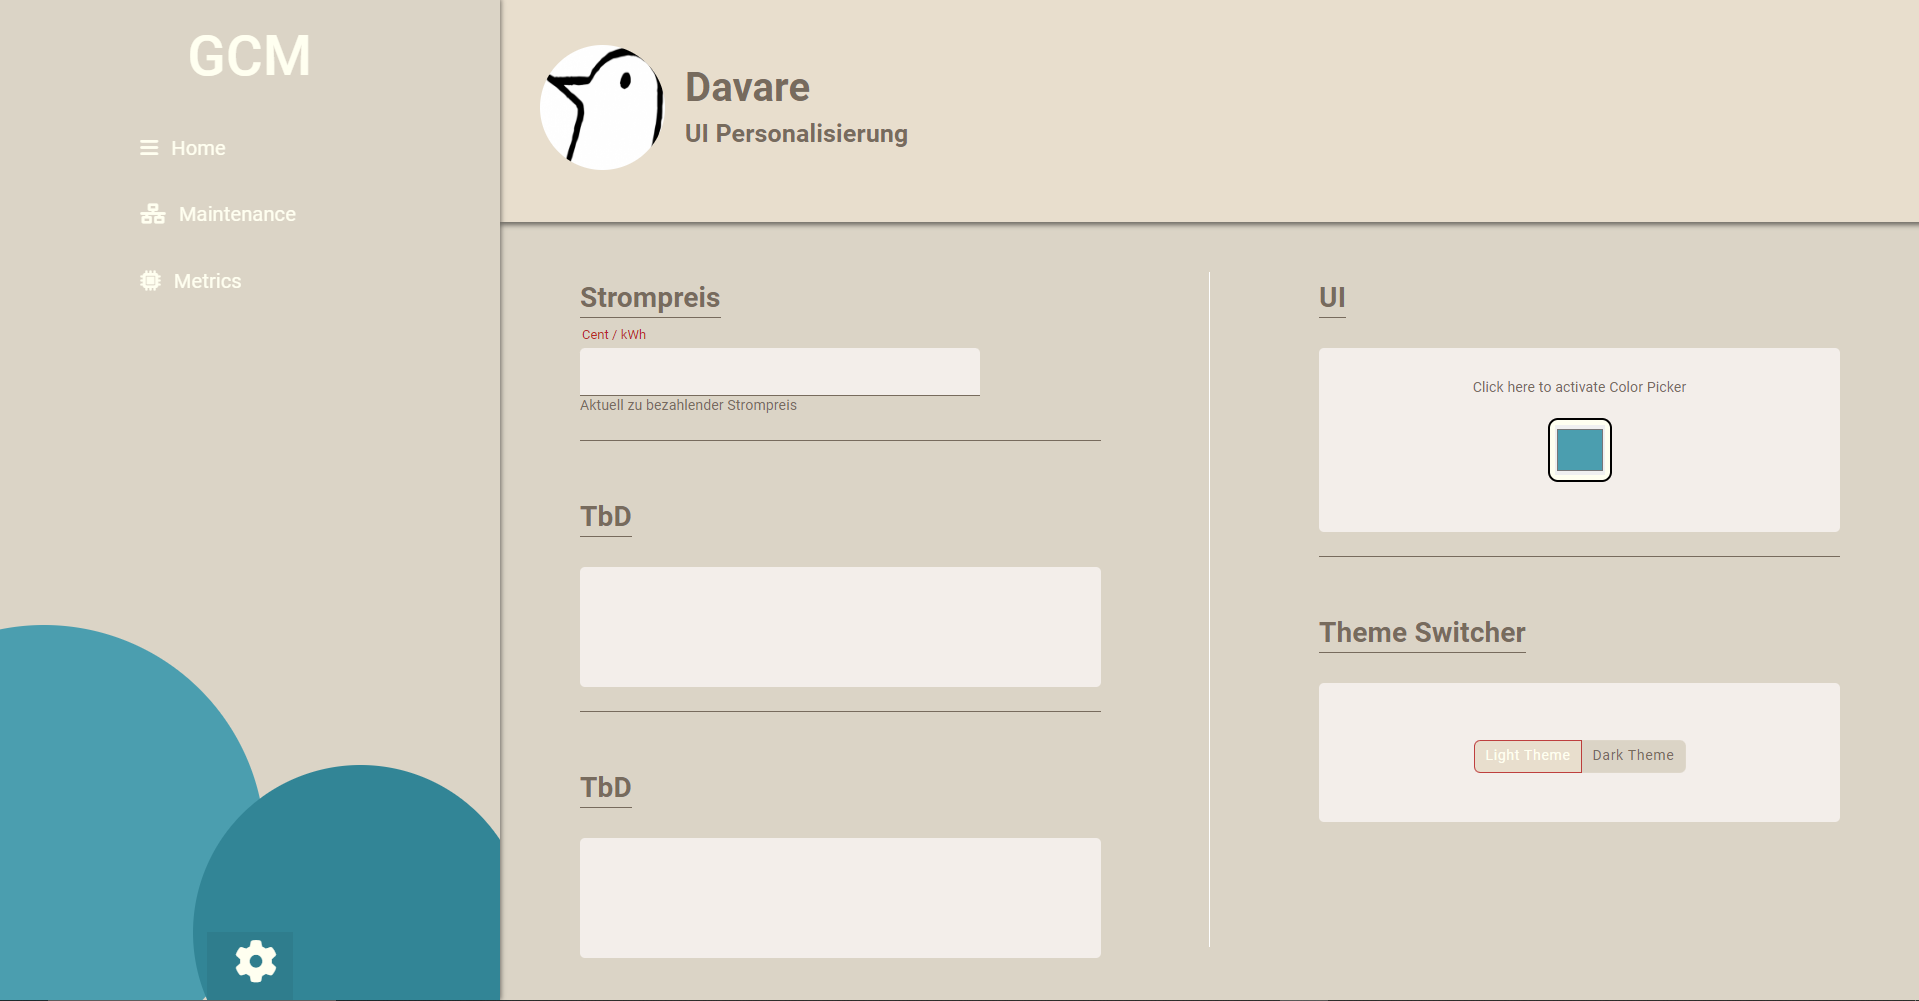 GCM
Home
Maintenance
Metrics
Davare
UI Personalisierung
Strompreis
Cent / kWh
Aktuell zu bezahlender Strompreis
TbD
TbD
UI
Click here to activate Color Picker
Theme Switcher
Light Theme Dark Theme